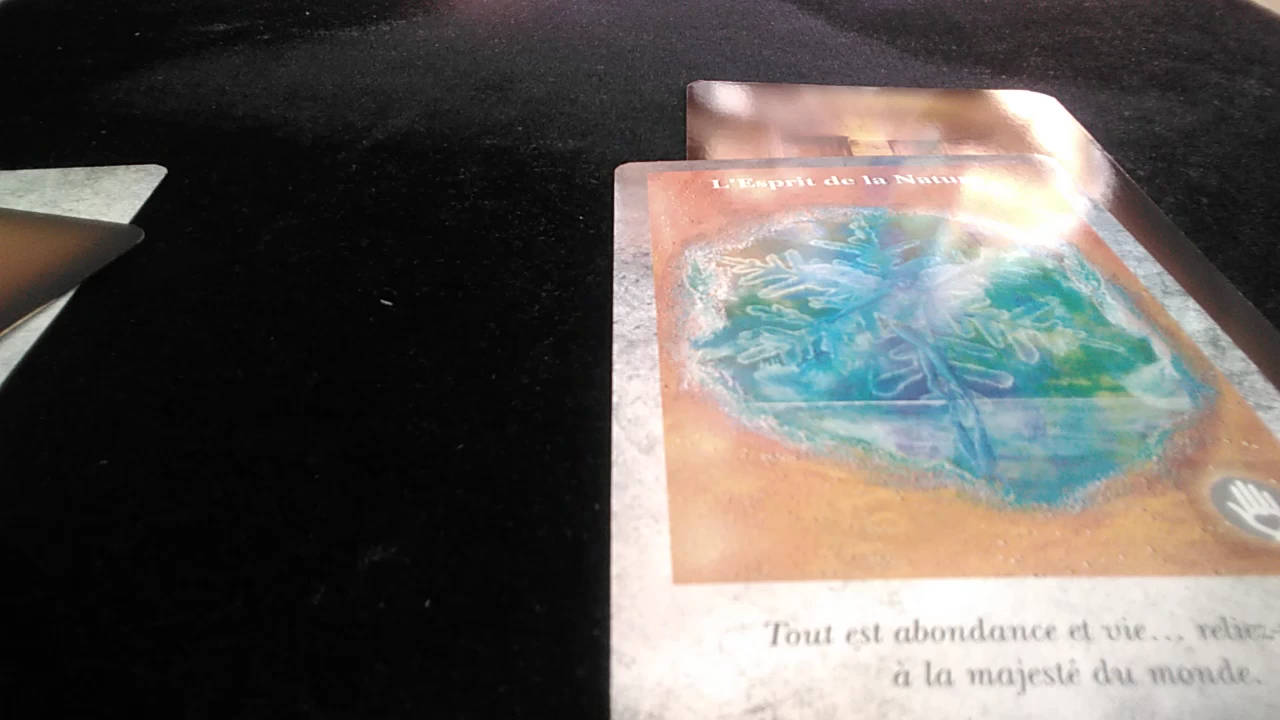 L'Esprit de la Natu
Tout est abondance et vie... reliez-
à la majesté du monde.